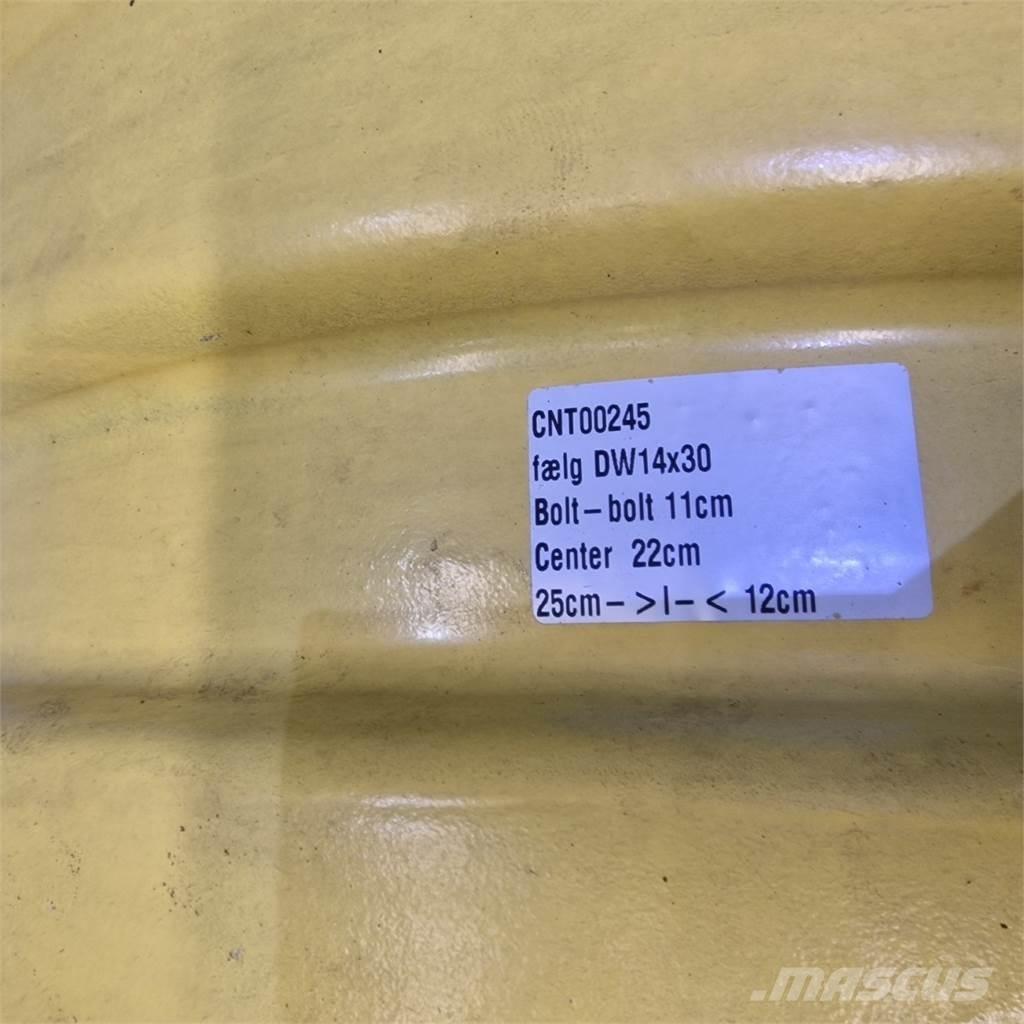 CNT00245
fælg DW14x30
Bolt-bolt 11cm
Center 22cm
25cm->I-< 12cm
MASCUS